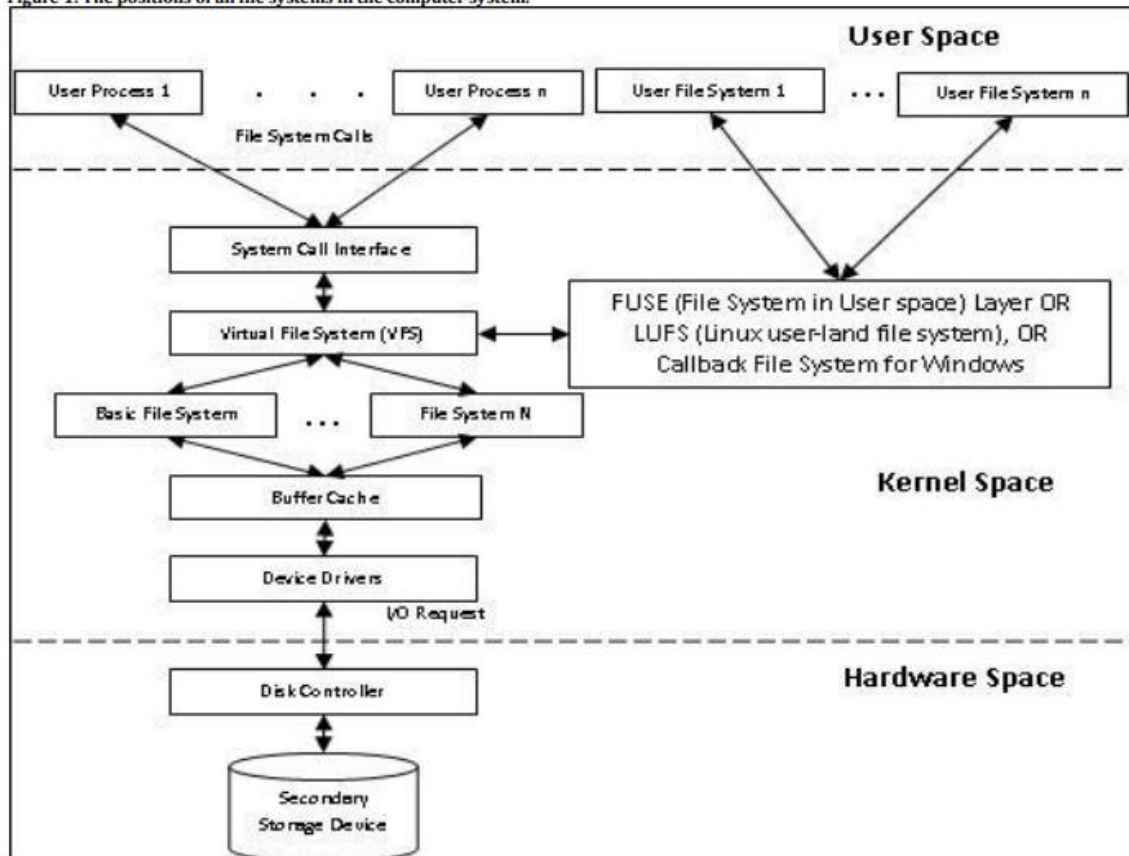 Figure 1. The positions of all file systems in the computer system.
User Space
User Process 1
. . .
User Process n
User File System 1
...
User File System n
File System Calls
System Call Interface
FUSE (File System in User space) Layer OR
LUFS (Linux user-land file system), OR
Callback File System for Windows
Virtual File System (VFS)
Basic File System
...
File System N
Kernel Space
Buffer Cache
Device Drivers
I/O Request
Hardware Space
Disk Controller
Secondary
Storage Device